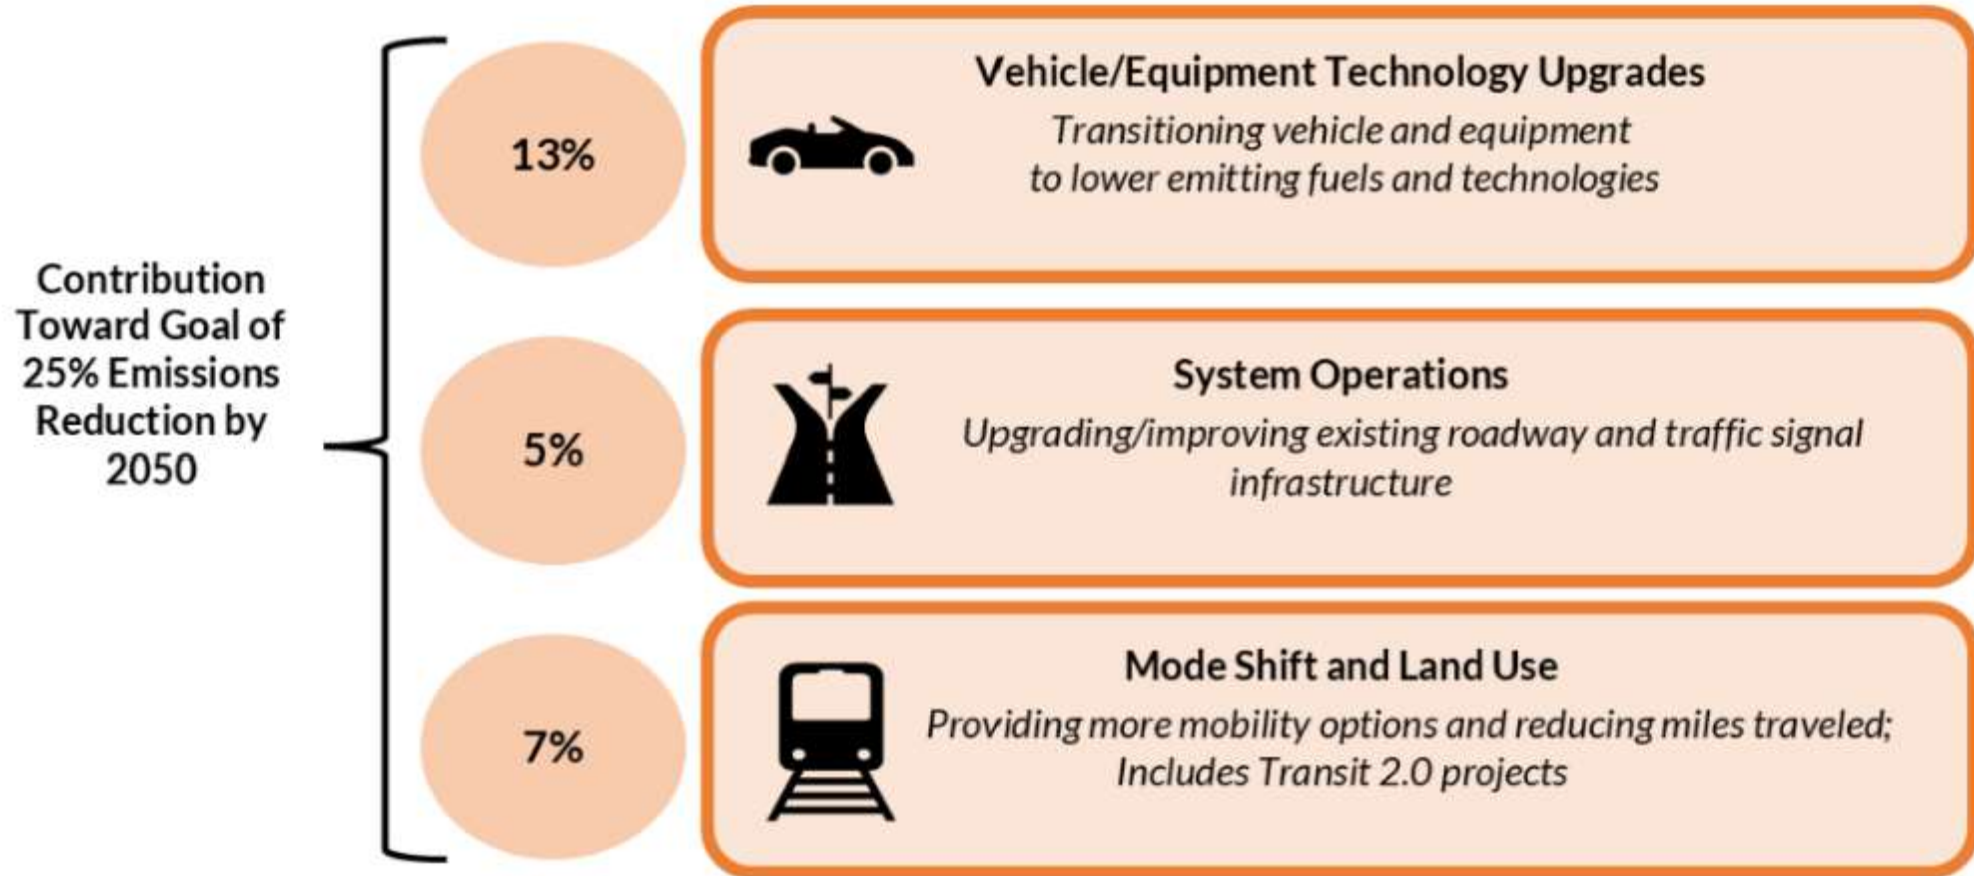 Contribution
Toward Goal of
25% Emissions
Reduction by
2050
13%
Vehicle/Equipment Technology Upgrades
Transitioning vehicle and equipment
to lower emitting fuels and technologies
5%
System Operations
Upgrading/improving existing roadway and traffic signal
infrastructure
7%
Mode Shift and Land Use
Providing more mobility options and reducing miles traveled;
Includes Transit 2.0 projects